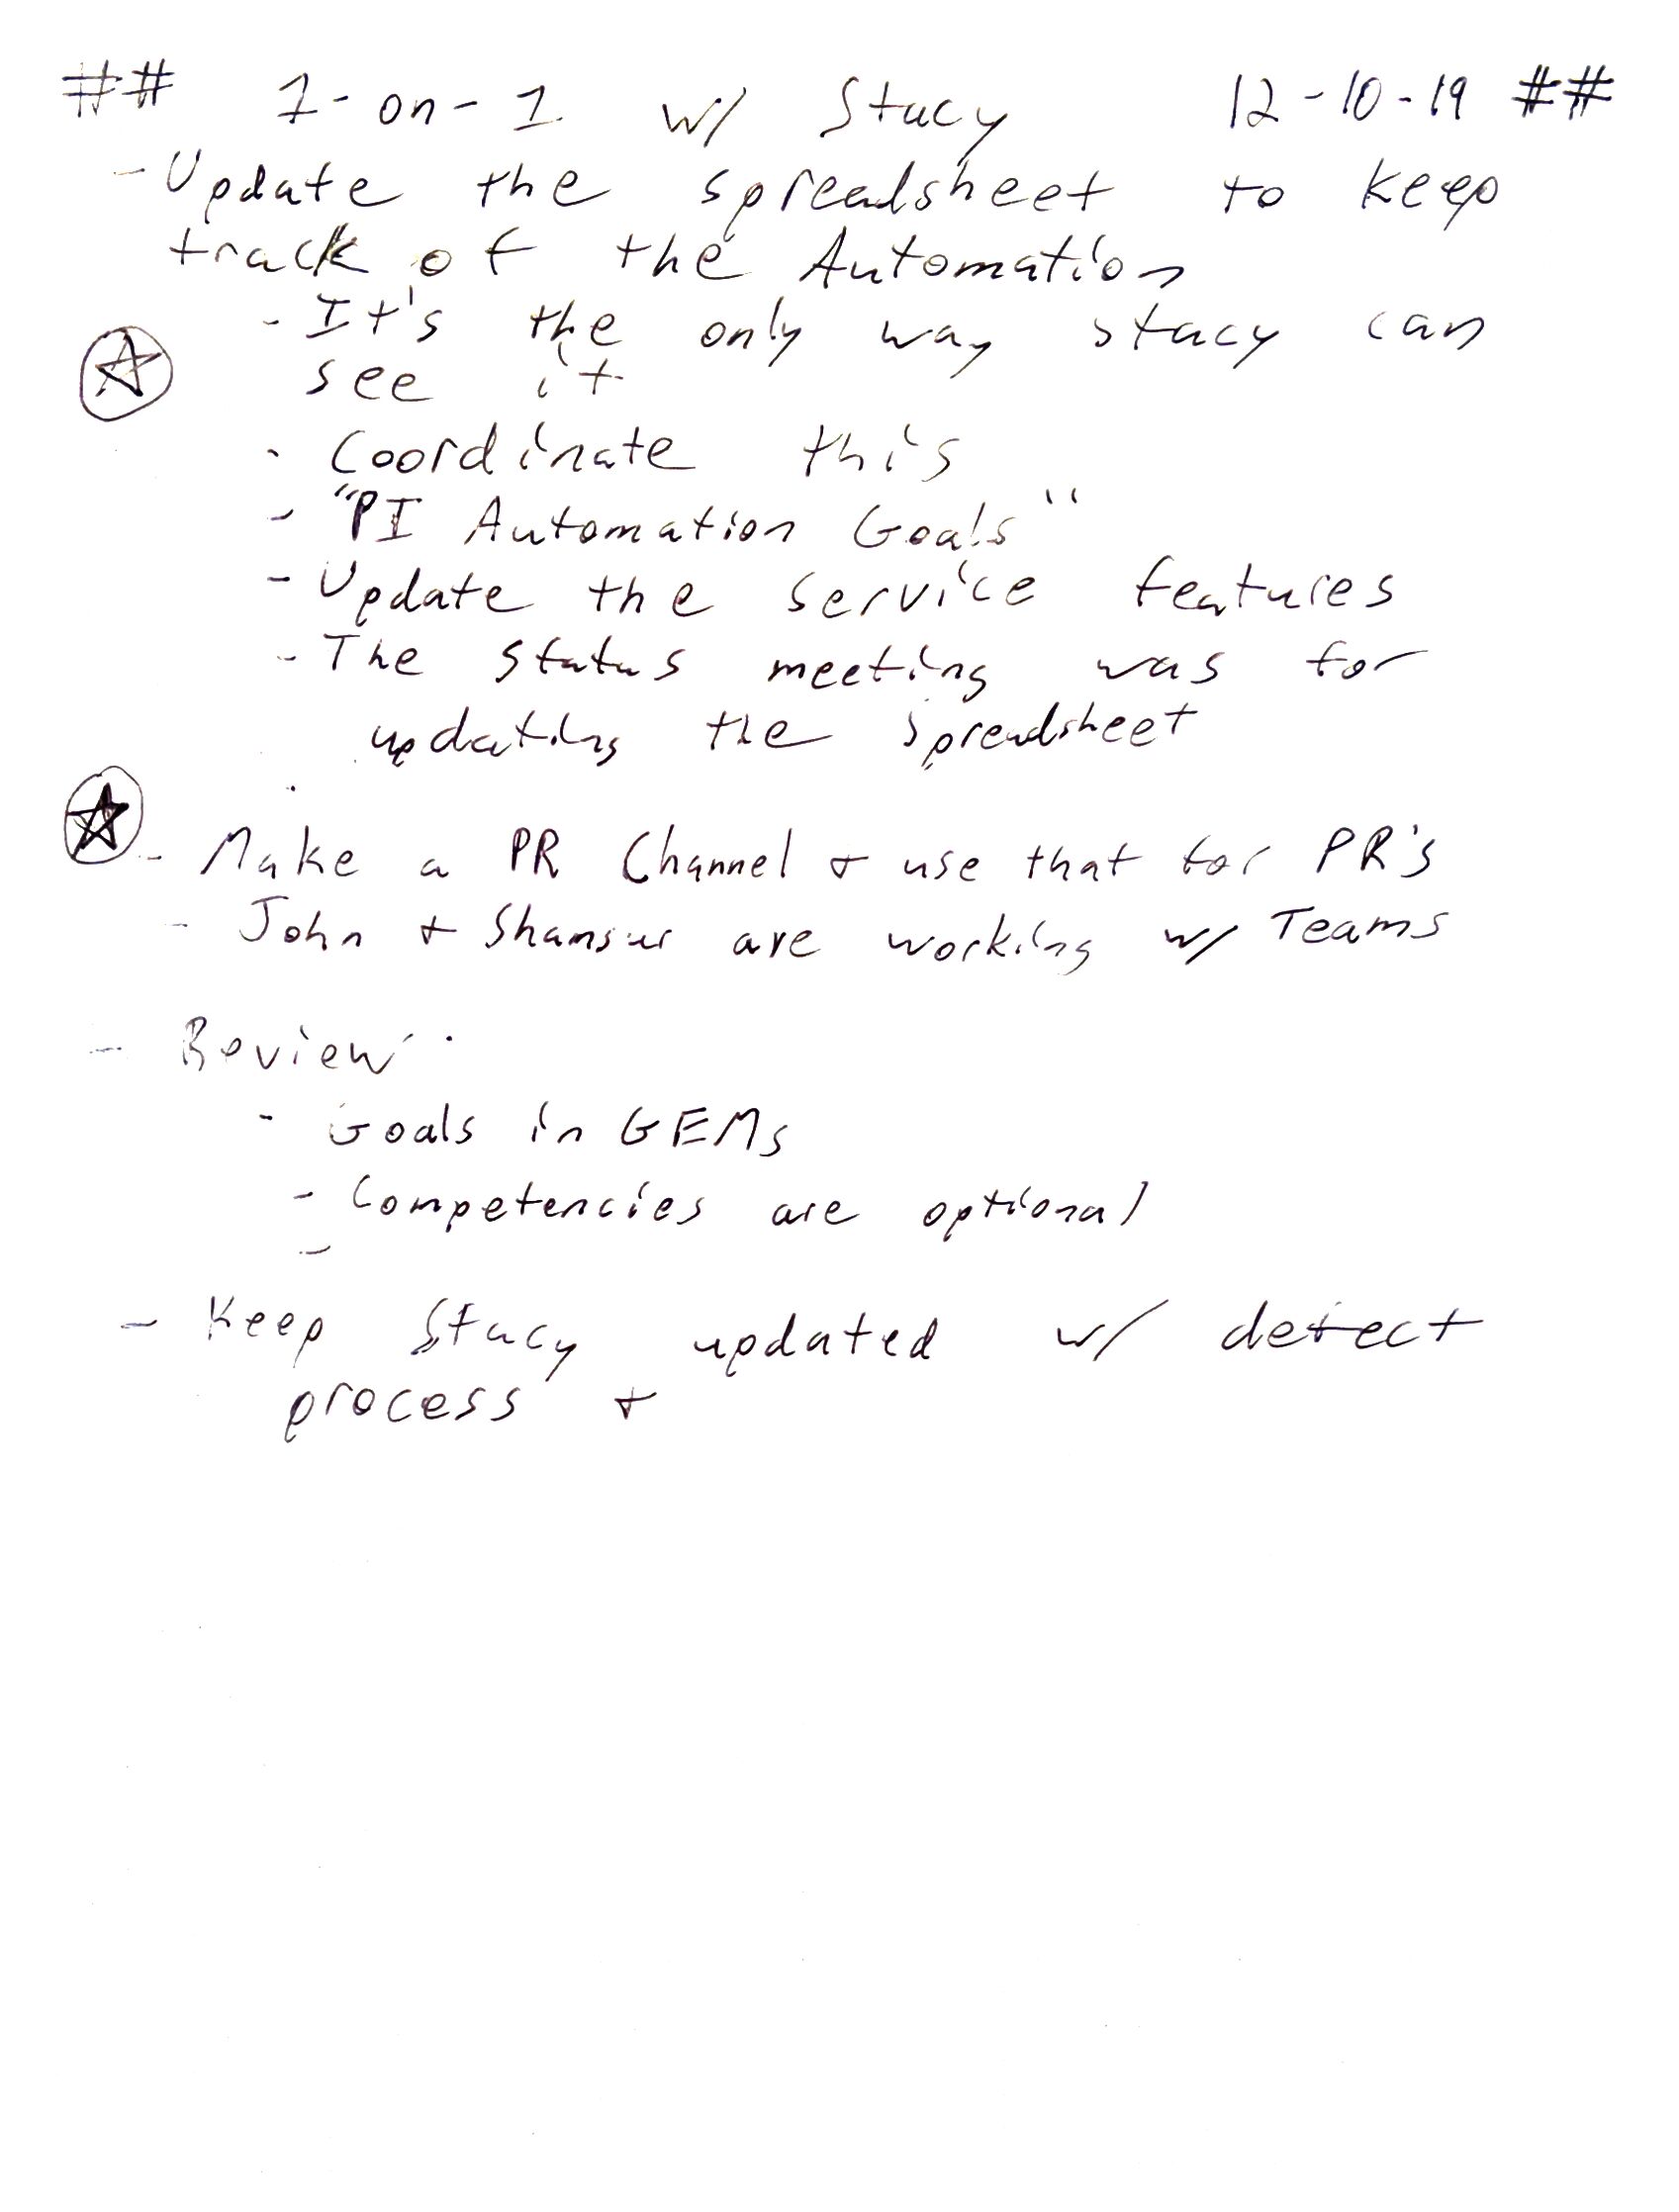 ## 1-on-1 w/ Stacy 12-10-19 ##
- Update the spreadsheet to keep
track of the Automation
- It's the only way Stacy can
see it
- Coordinate this
- "PI Automation Goals"
- Update the service features
- The status meeting was for
updating the spreadsheet
- Make a PR Channel + use that for PR's
- John + are working w/ Teams
- Review
- Goals in GEMs
- Competencies are optional
-
- Keep Stacy updated w/ defect
process +